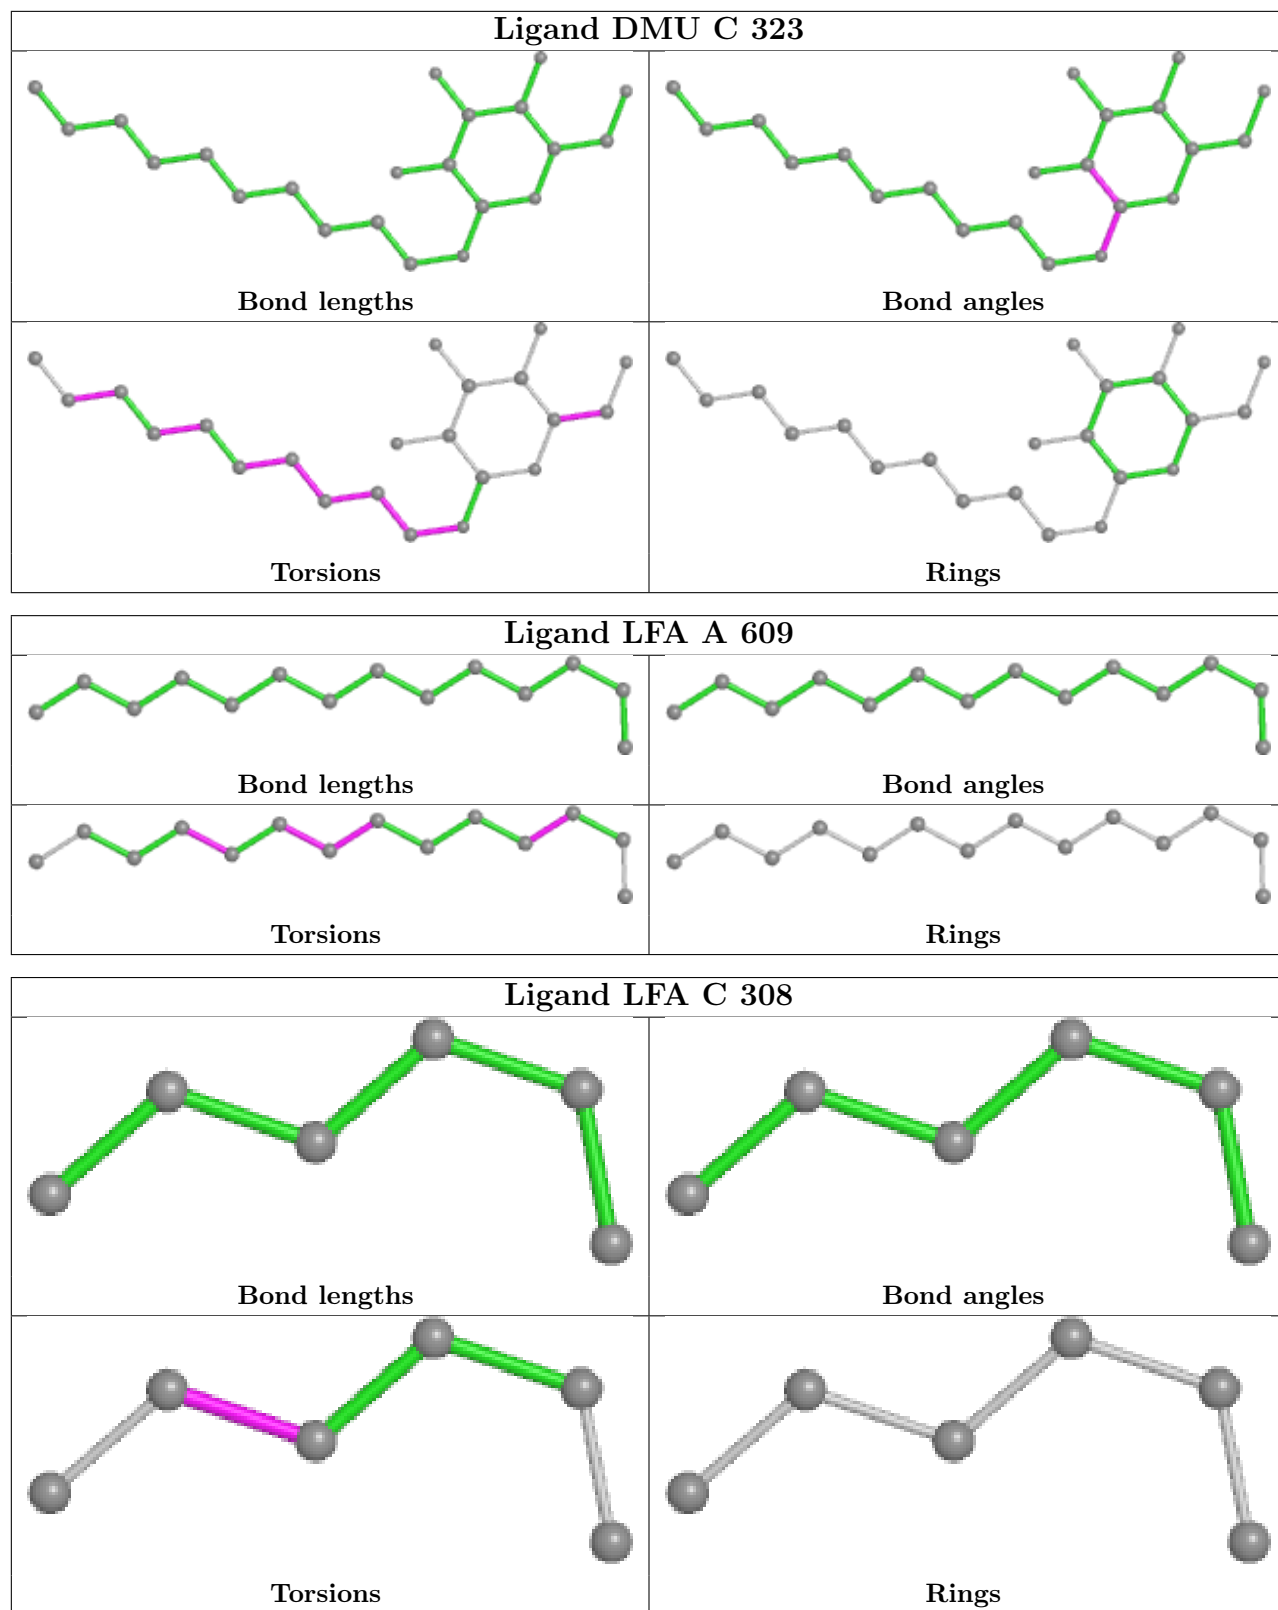 Ligand DMU C 323
Bond lengths
Bond angles
Torsions
Rings
Ligand LFA A 609
Bond lengths
Bond angles
Torsions
Rings
Ligand LFA C 308
Bond lengths
Bond angles
Torsions
Rings